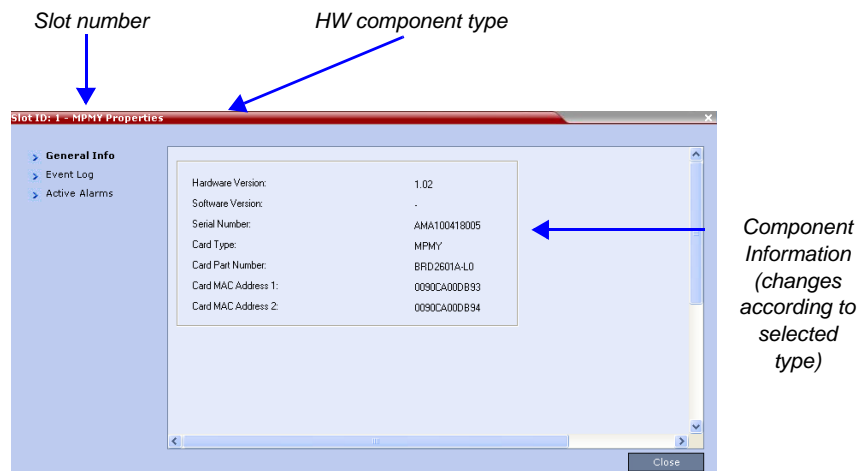 Slot number
HW component type
Slot ID: 1 - MPMY Properties
General Info
Event Log
Active Alarms
Hardware Version: 1.02
Software Version: -
Serial Number: AMA100418005
Card Type: MPMY
Card Part Number: BRD2601A-L0
Card MAC Address 1: 0090CA00DB93
Card MAC Address 2: 0090CA00DB94
Component
Information
(changes
according to
selected
type)
Close